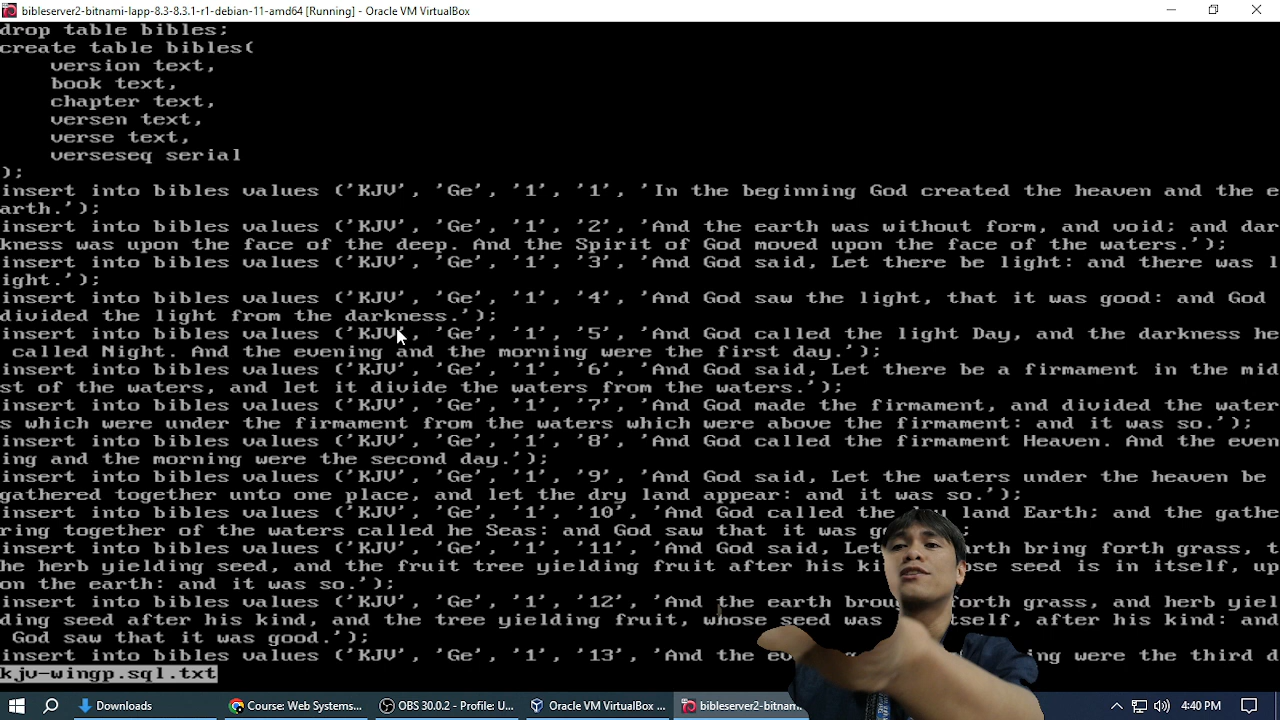 bibleserver2-bitnami-lapp-8.3-8.3.1-r1-debian-11-amd64 [Running] - Oracle VM VirtualBox
drop table bibles;
create table bibles(
    version text,
    book text,
    chapter text,
    versen text,
    verse text,
    verseseq serial
);
insert into bibles values ('KJV', 'Ge', '1', '1', 'In the beginning God created the heaven and the e
arth.');
insert into bibles values ('KJV', 'Ge', '1', '2', 'And the earth was without form, and void; and dar
kness was upon the face of the deep. And the Spirit of God moved upon the face of the waters.');
insert into bibles values ('KJV', 'Ge', '1', '3', 'And God said, Let there be light: and there was l
ight.');
insert into bibles values ('KJV', 'Ge', '1', '4', 'And God saw the light, that it was good: and God
divided the light from the darkness.');
insert into bibles values ('KJV', 'Ge', '1', '5', 'And God called the light Day, and the darkness he
 called Night. And the evening and the morning were the first day.');
insert into bibles values ('KJV', 'Ge', '1', '6', 'And God said, Let there be a firmament in the mid
st of the waters, and let it divide the waters from the waters.');
insert into bibles values ('KJV', 'Ge', '1', '7', 'And God made the firmament, and divided the water
s which were under the firmament from the waters which were above the firmament: and it was so.');
insert into bibles values ('KJV', 'Ge', '1', '8', 'And God called the firmament Heaven. And the even
ing and the morning were the second day.');
insert into bibles values ('KJV', 'Ge', '1', '9', 'And God said, Let the waters under the heaven be
gathered together unto one place, and let the dry land appear: and it was so.');
insert into bibles values ('KJV', 'Ge', '1', '10', 'And God called the land Earth; and the gathe
ring together of the waters called he Seas: and God saw that it was
insert into bibles values ('KJV', 'Ge', '1', '11', 'And God said, Let bring forth grass, t
he herb yielding seed, and the fruit tree yielding fruit after his seed is in itself, up
on the earth: and it was so.');
insert into bibles values ('KJV', 'Ge', '1', '12', 'And the earth forth grass, and herb yiel
ding seed after his kind, and the tree yielding fruit, whose seed was after his kind: and
 God saw that it was good.');
insert into bibles values ('KJV', 'Ge', '1', '13', 'And the were the third d
kjv-wingp.sql.txt
Downloads Course: Web Systems... OBS 30.0.2 - Profile: U... Oracle VM VirtualBox ... bibleserver2-bitnami 4:40 PM